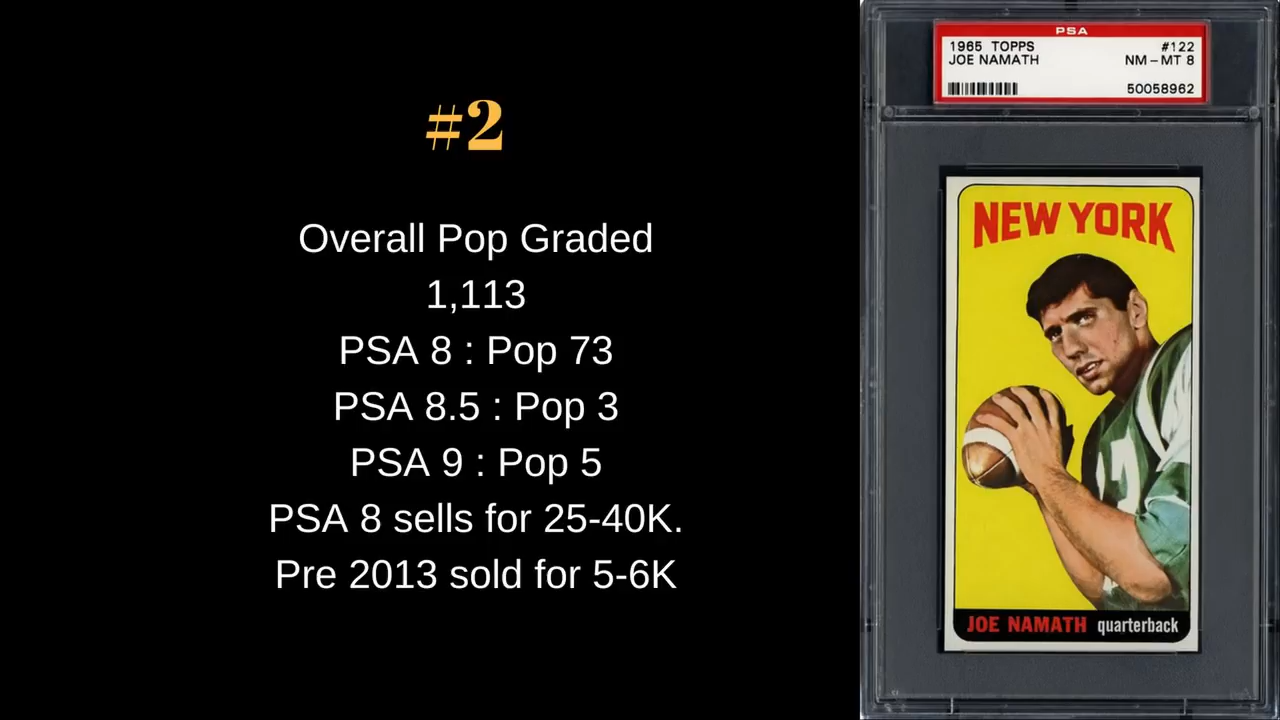 #2
Overall Pop Graded
1,113
PSA 8 : Pop 73
PSA 8.5 : Pop 3
PSA 9 : Pop 5
PSA 8 sells for 25-40K.
Pre 2013 sold for 5-6K
PSA
1965 TOPPS #122
JOE NAMATH NM-MT 8
50058962
NEW YORK
JOE NAMATH quarterback